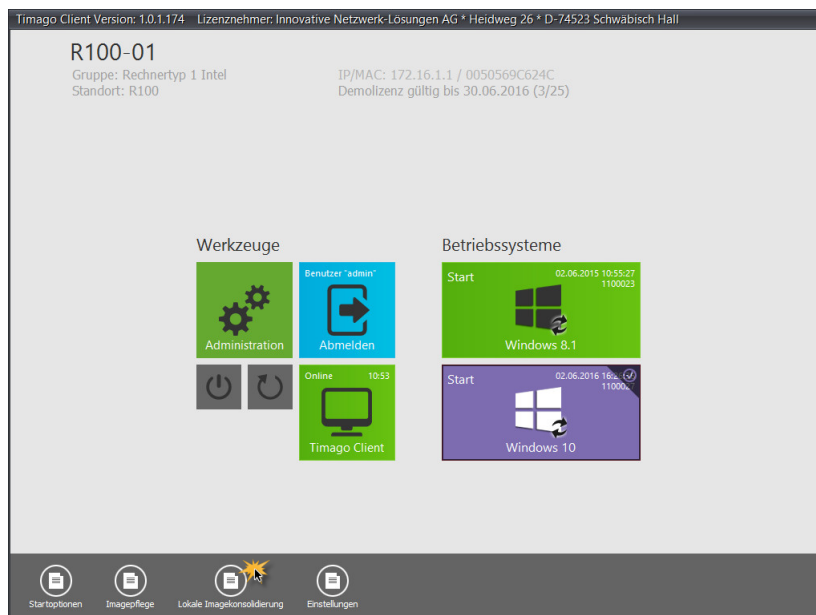 Timago Client Version: 1.0.1.174 Lizenznehmer: Innovative Netzwerk-Lösungen AG * Heidweg 26 * D-74523 Schwäbisch Hall
R100-01
Gruppe: Rechnertyp 1 Intel
Standort: R100
IP/MAC: 172.16.1.1 / 0050569C624C
Demolizenz gültig bis 30.06.2016 (3/25)
Werkzeuge
Administration
Benutzer "admin"
Abmelden
Online 10:53
Timago Client
Betriebssysteme
Start 02.06.2015 10:55:27
1100023
Windows 8.1
Start 02.06.2016
Windows 10
Startoptionen
Imagepflege
Lokale Imagekonsolidierung
Einstellungen